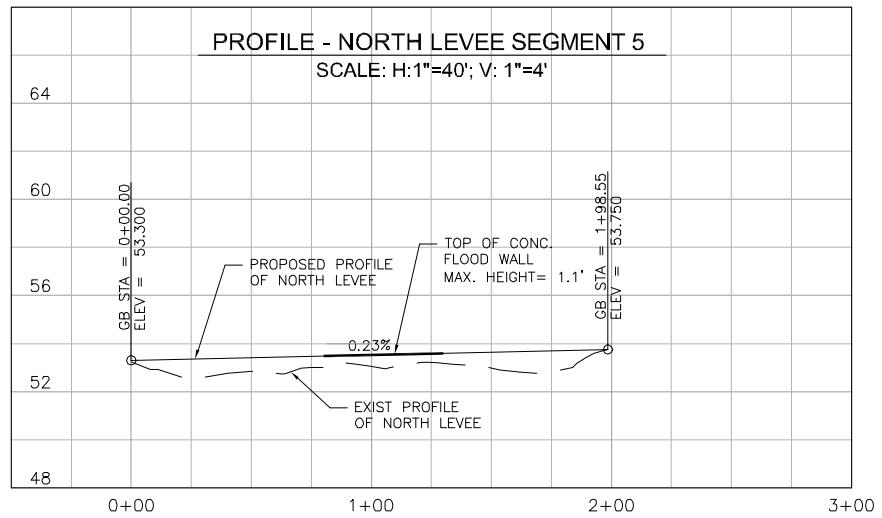 PROFILE - NORTH LEVEE SEGMENT 5
SCALE: H:1"=40'; V: 1"=4'
64
60
56
52
48
GB STA = 0+00.00
ELEV = 53.300
PROPOSED PROFILE
OF NORTH LEVEE
TOP OF CONC.
FLOOD WALL
MAX. HEIGHT= 1.1'
GB STA = 1+98.55
ELEV = 53.750
0.23%
EXIST PROFILE
OF NORTH LEVEE
0+00
1+00
2+00
3+00